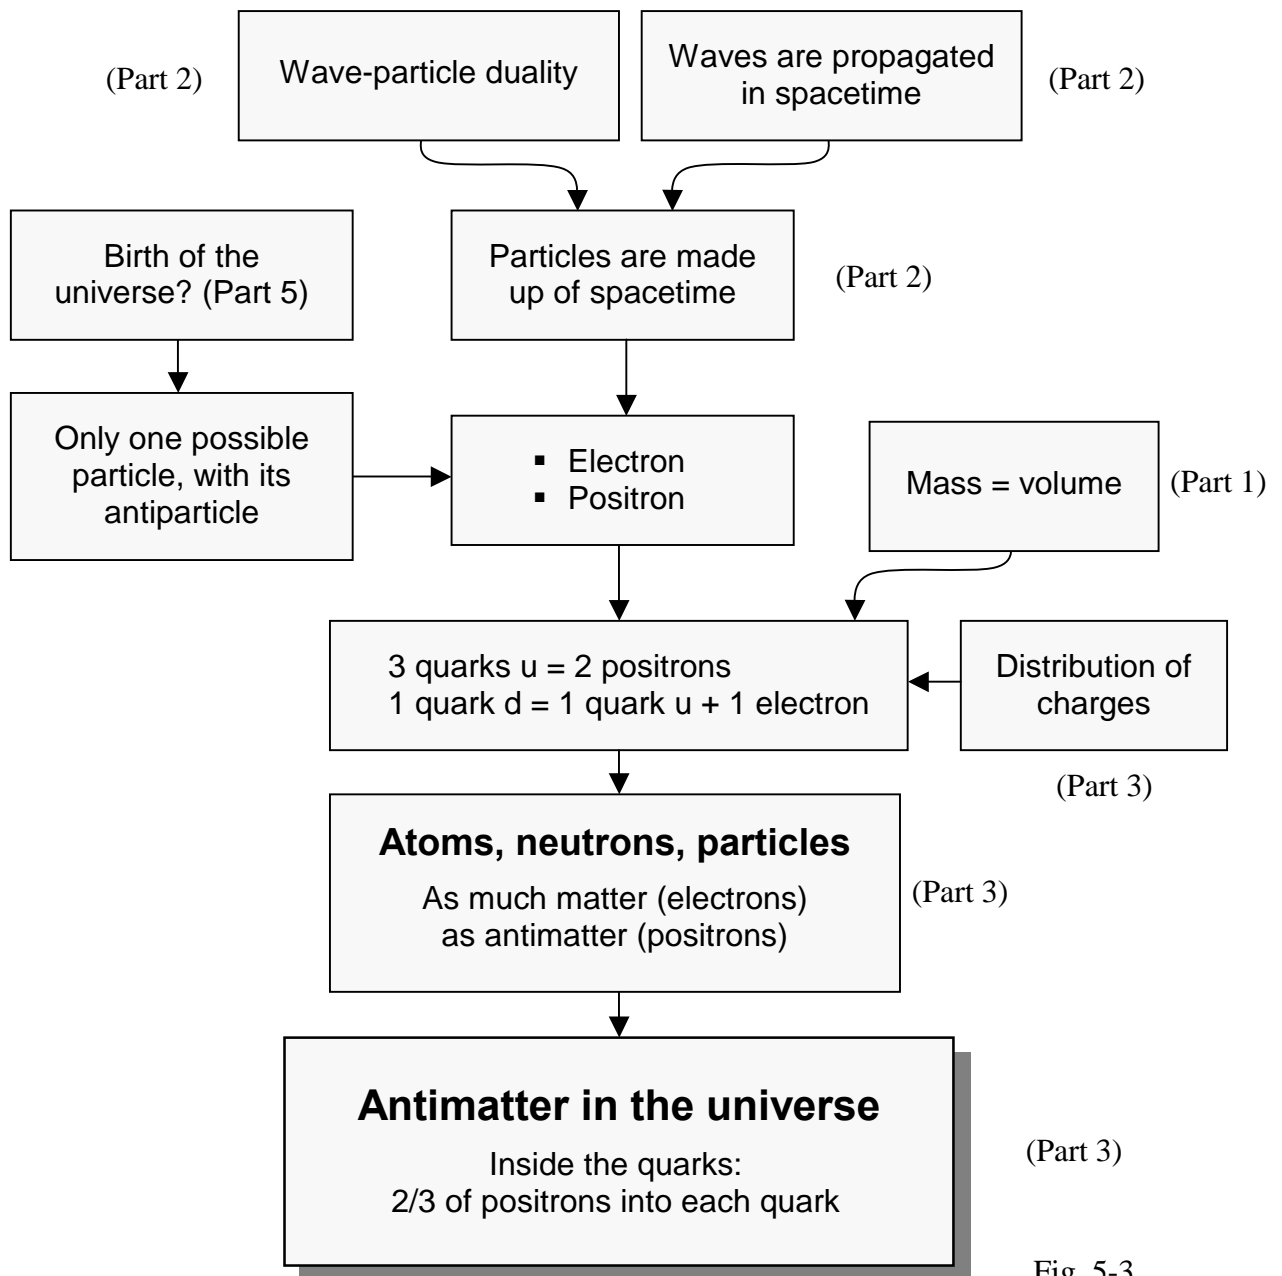 (Part 2)
Wave-particle duality
Waves are propagated
in spacetime
(Part 2)
Birth of the
universe? (Part 5)
Particles are made
up of spacetime
(Part 2)
Only one possible
particle, with its
antiparticle
▪ Electron
▪ Positron
Mass = volume
(Part 1)
3 quarks u = 2 positrons
1 quark d = 1 quark u + 1 electron
Distribution of
charges
(Part 3)
Atoms, neutrons, particles
As much matter (electrons)
as antimatter (positrons)
(Part 3)
Antimatter in the universe
Inside the quarks:
2/3 of positrons into each quark
(Part 3)
Fig. 5-3